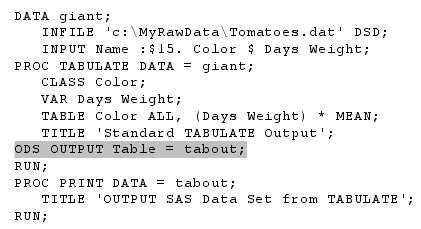 DATA giant;
   INFILE 'c:\MyRawData\Tomatoes.dat' DSD;
   INPUT Name :$15. Color $ Days Weight;
PROC TABULATE DATA = giant;
   CLASS Color;
   VAR Days Weight;
   TABLE Color ALL, (Days Weight) * MEAN;
   TITLE 'Standard TABULATE Output';
ODS OUTPUT Table = tabout;
RUN;
PROC PRINT DATA = tabout;
   TITLE 'OUTPUT SAS Data Set from TABULATE';
RUN;